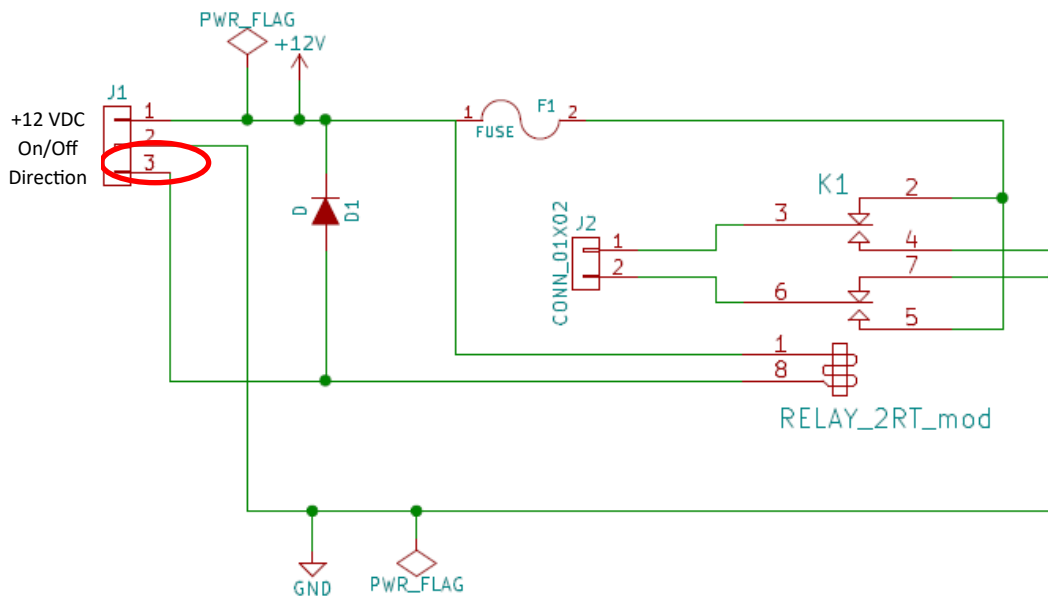 PWR_FLAG
+12V
J1
+12 VDC
On/Off
Direction
1
2
3
1
F1
2
FUSE
D
D1
K1
2
3
4
7
6
5
J2
1
2
CONN_01X02
1
8
RELAY_2RT_mod
GND
PWR_FLAG